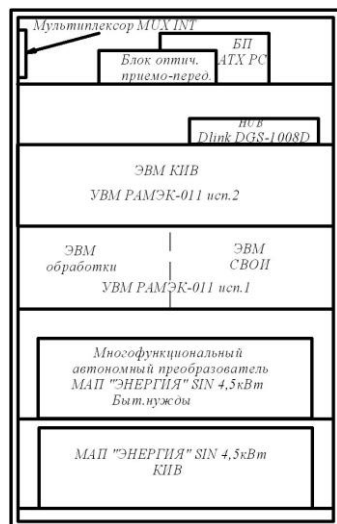 Мультиплексор MUX INT
БП
ATX PC
Блок оптич.
приемо-перед.
HUB
Dlink DGS-1008D
ЭВМ КИВ
УВМ РАМЭК-011 исп.2
ЭВМ
обработки
ЭВМ
СВОИ
УВМ РАМЭК-011 исп.1
Многофункциональный
автономный преобразователь
МАП "ЭНЕРГИЯ" SIN 4,5кВт
Быт.нужды
МАП "ЭНЕРГИЯ" SIN 4,5кВт
КИВ